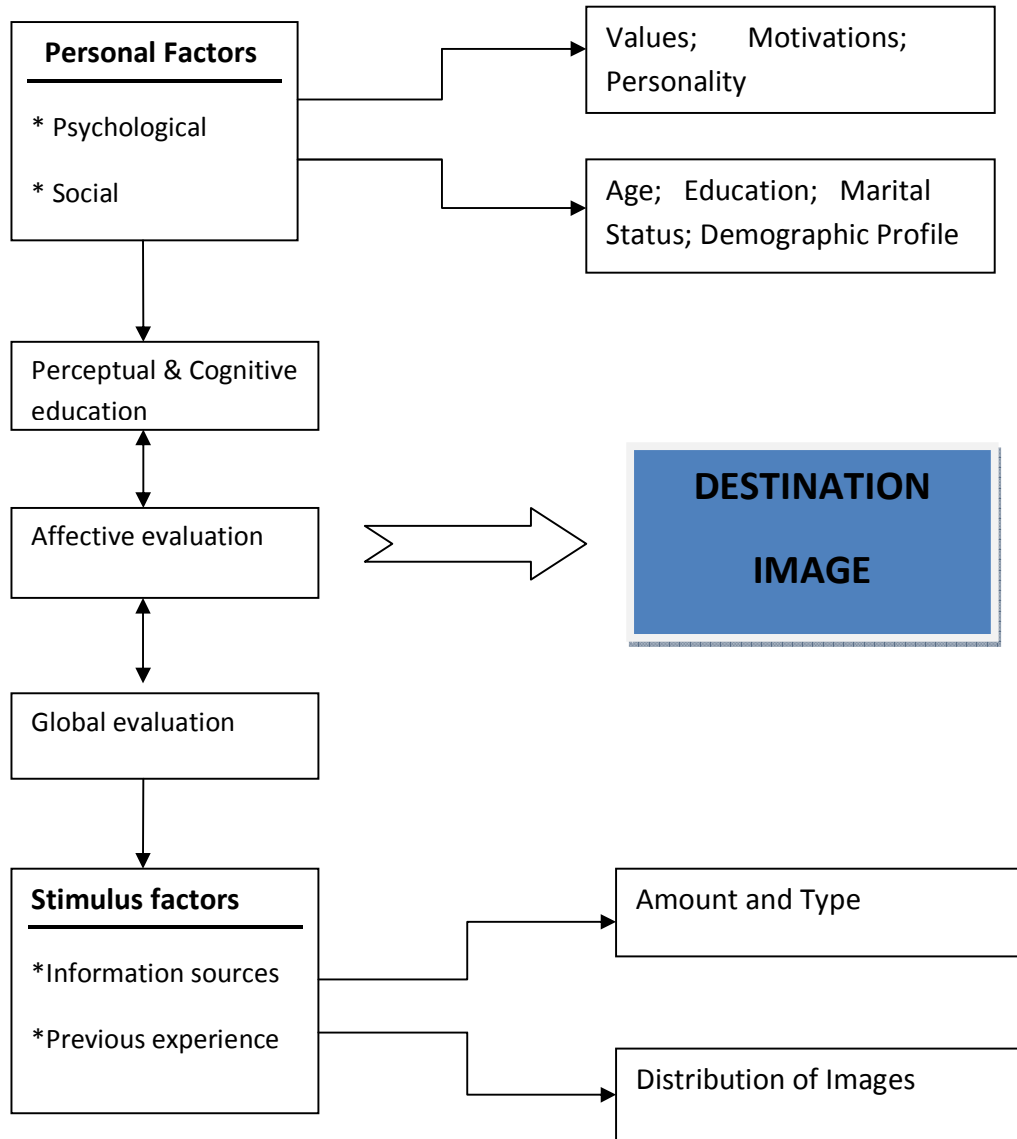 Personal Factors
* Psychological
* Social
Values; Motivations;
Personality
Age; Education; Marital
Status; Demographic Profile
Perceptual & Cognitive
education
Affective evaluation
DESTINATION
IMAGE
Global evaluation
Stimulus factors
*Information sources
*Previous experience
Amount and Type
Distribution of Images